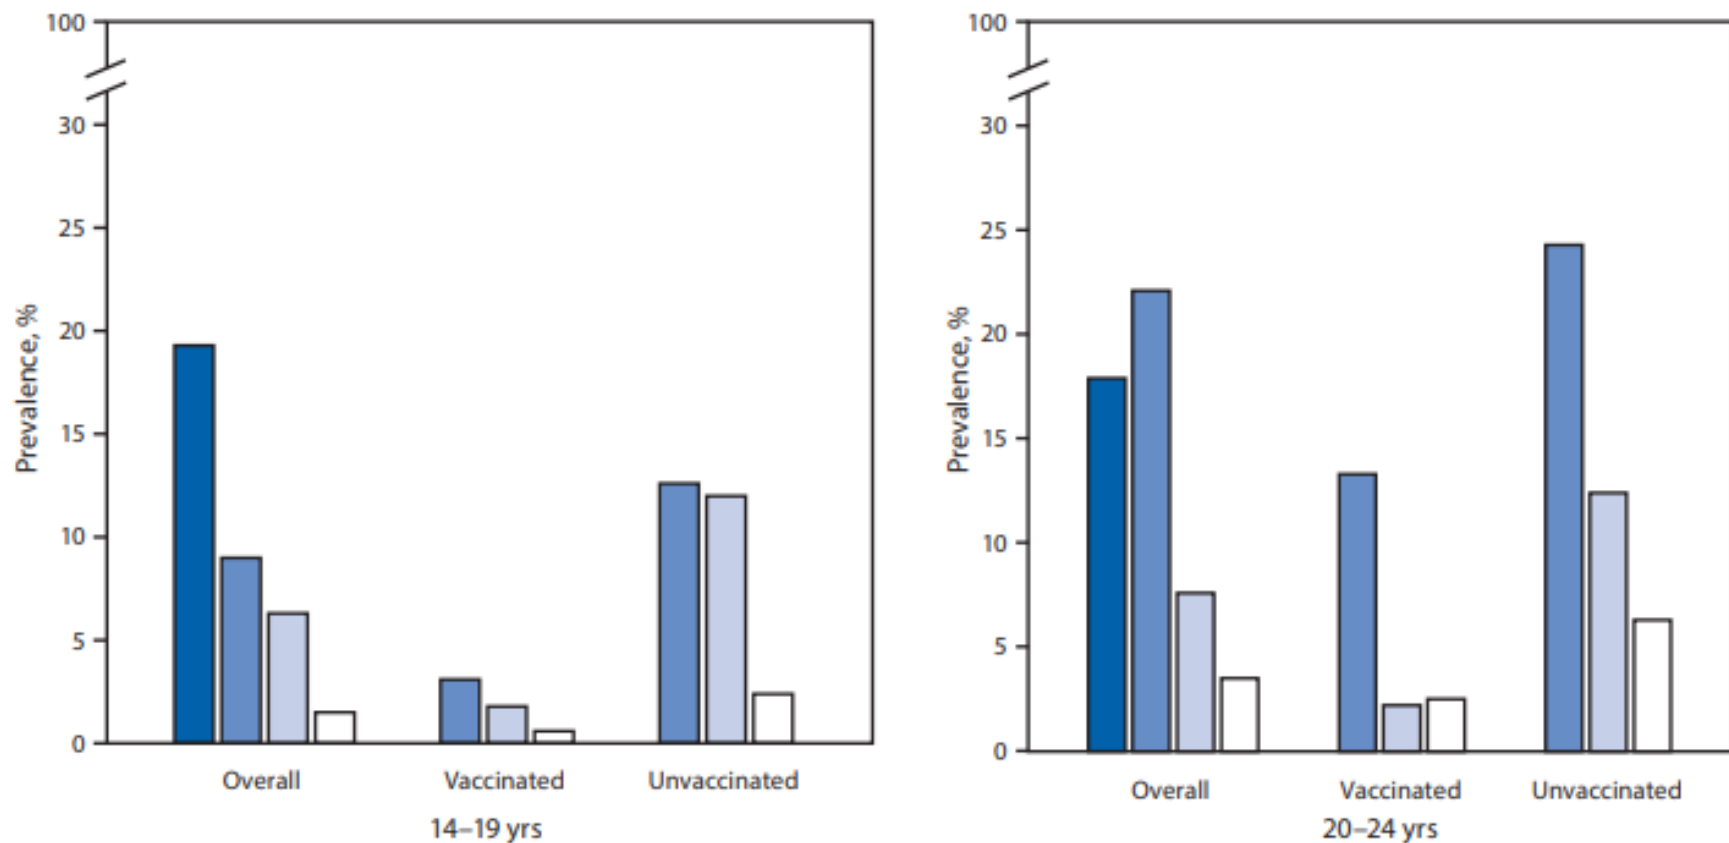 100
30
25
20
15
10
5
0
Prevalence, %
Overall
Vaccinated
Unvaccinated
14–19 yrs
100
30
25
20
15
10
5
0
Prevalence, %
Overall
Vaccinated
Unvaccinated
20–24 yrs